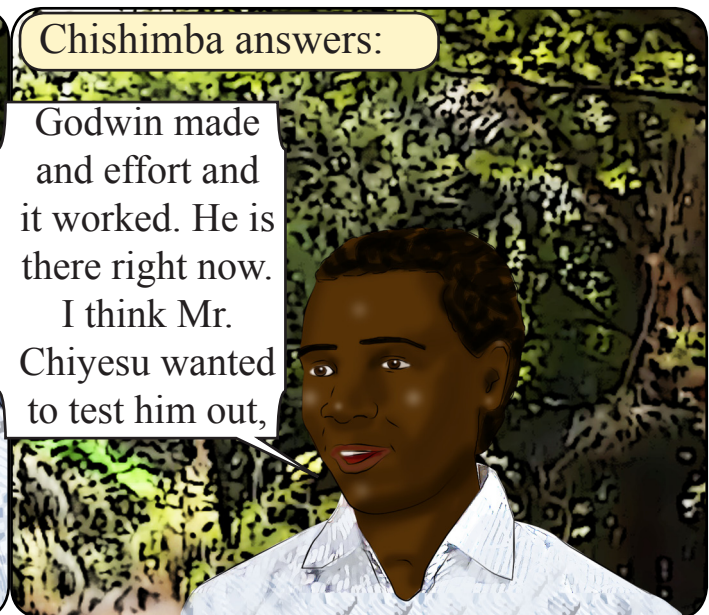 Chishimba answers:
Godwin made
and effort and
it worked. He is
there right now.
I think Mr.
Chiyesu wanted
to test him out,